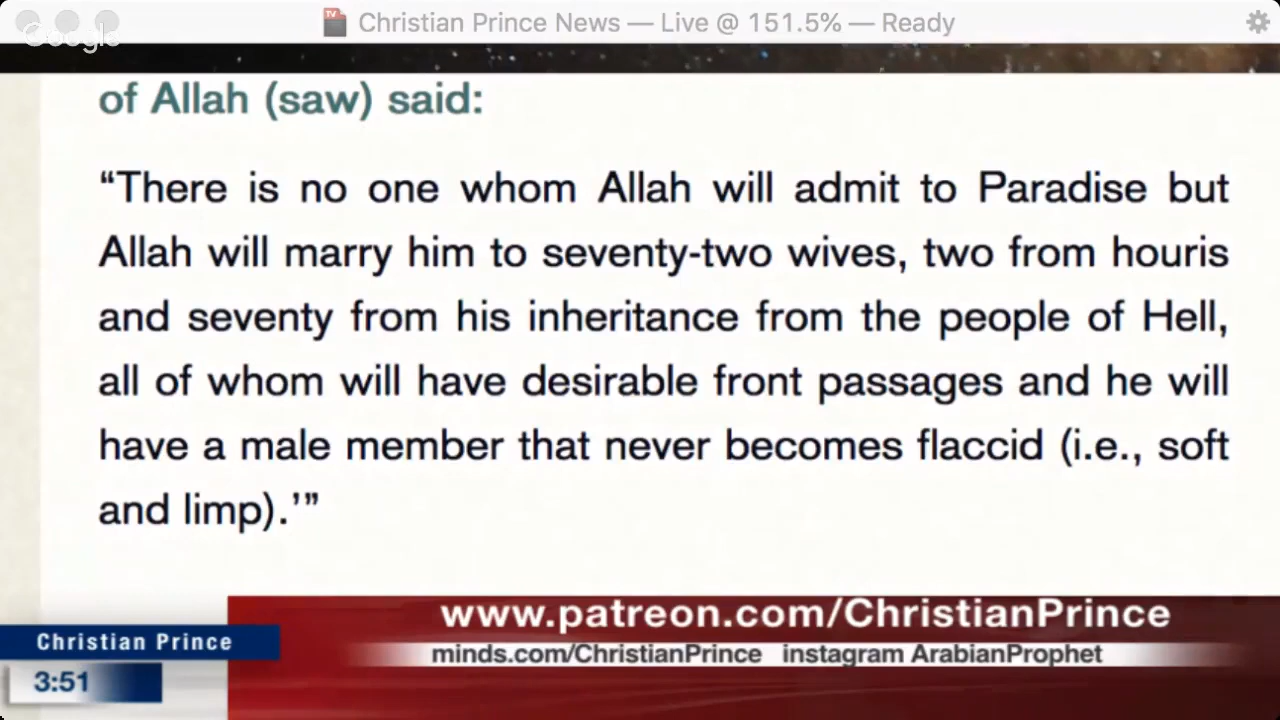 Christian Prince News — Live @ 151.5% — Ready
Google
TV
of Allah (saw) said:
“There is no one whom Allah will admit to Paradise but
Allah will marry him to seventy-two wives, two from houris
and seventy from his inheritance from the people of Hell,
all of whom will have desirable front passages and he will
have a male member that never becomes flaccid (i.e., soft
and limp).’”
www.patreon.com/ChristianPrince
Christian Prince
minds.com/ChristianPrince instagram ArabianProphet
3:51